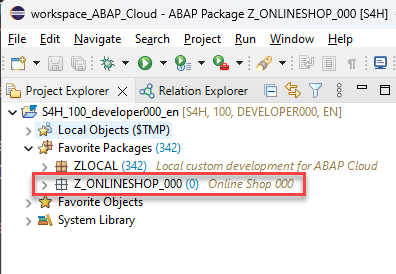 workspace_ABAP_Cloud - ABAP Package Z_ONLINESHOP_000 [S4H]
File Edit Navigate Search Project Run Window Help
Project Explorer Relation Explorer
S4H_100_developer000_en [S4H, 100, DEVELOPER000, EN]
Local Objects ($TMP)
Favorite Packages (342)
ZLOCAL (342) Local custom development for ABAP Cloud
Z_ONLINESHOP_000 (0) Online Shop 000
Favorite Objects
System Library